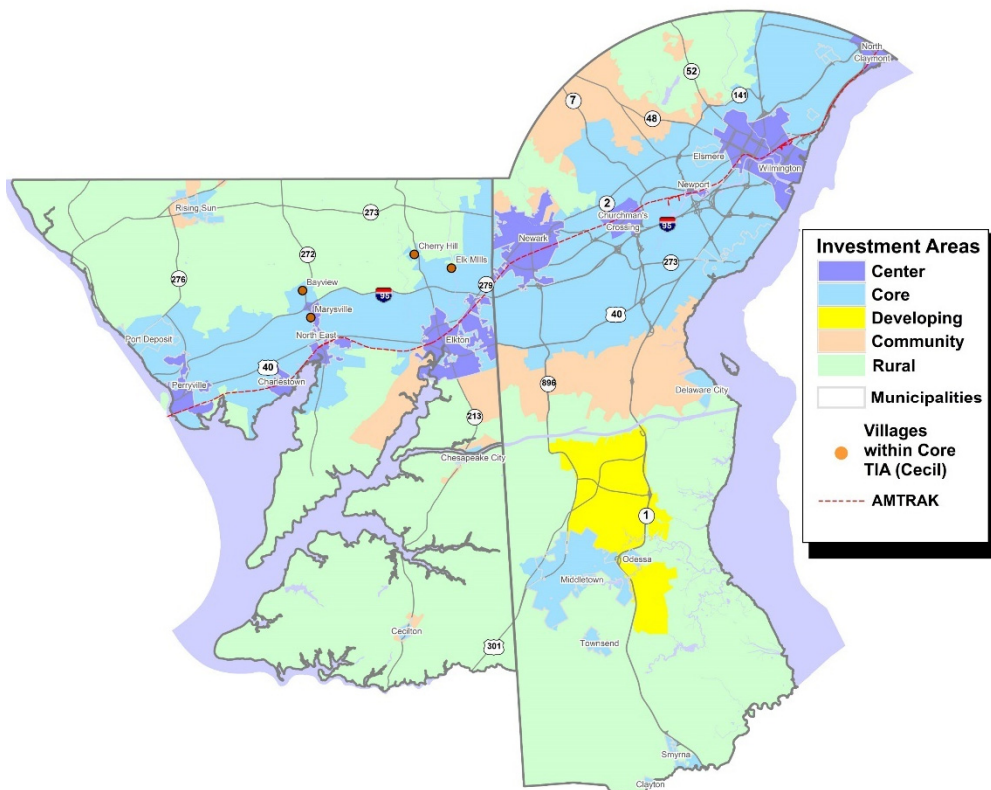 North
Claymont
52
7
141
48
Elsmere
Wilmington
Newport
Rising Sun
2
Churchman's
Crossing
273
Newark
95
Cherry Hill
272
Elk Mills
273
276
Bayview
279
95
Marysville
40
Port Deposit
North East
Elkton
40
Perryville
Charlestown
896
Delaware City
213
Chesapeake City
1
Odessa
Middletown
Cecilton
301
Townsend
Smyrna
Clayton
Investment Areas
Center
Core
Developing
Community
Rural
Municipalities
Villages
within Core
TIA (Cecil)
AMTRAK